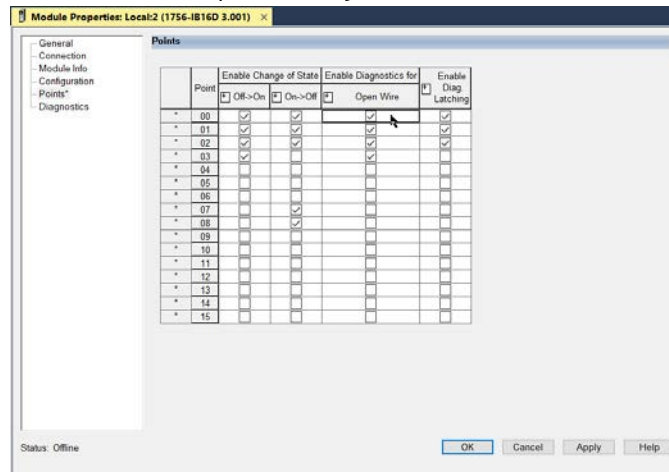 Module Properties: Local:2 (1756-IB16D 3.001) ×
General
Connection
Module Info
Configuration
Points*
Diagnostics
Points
Point Enable Change of State Enable Diagnostics for Enable Diag. Latching
Off->On On->Off Open Wire
* 00
* 01
* 02
* 03
* 04
* 05
* 06
* 07
* 08
* 09
* 10
* 11
* 12
* 13
* 14
* 15
Status: Offline
OK Cancel Apply Help